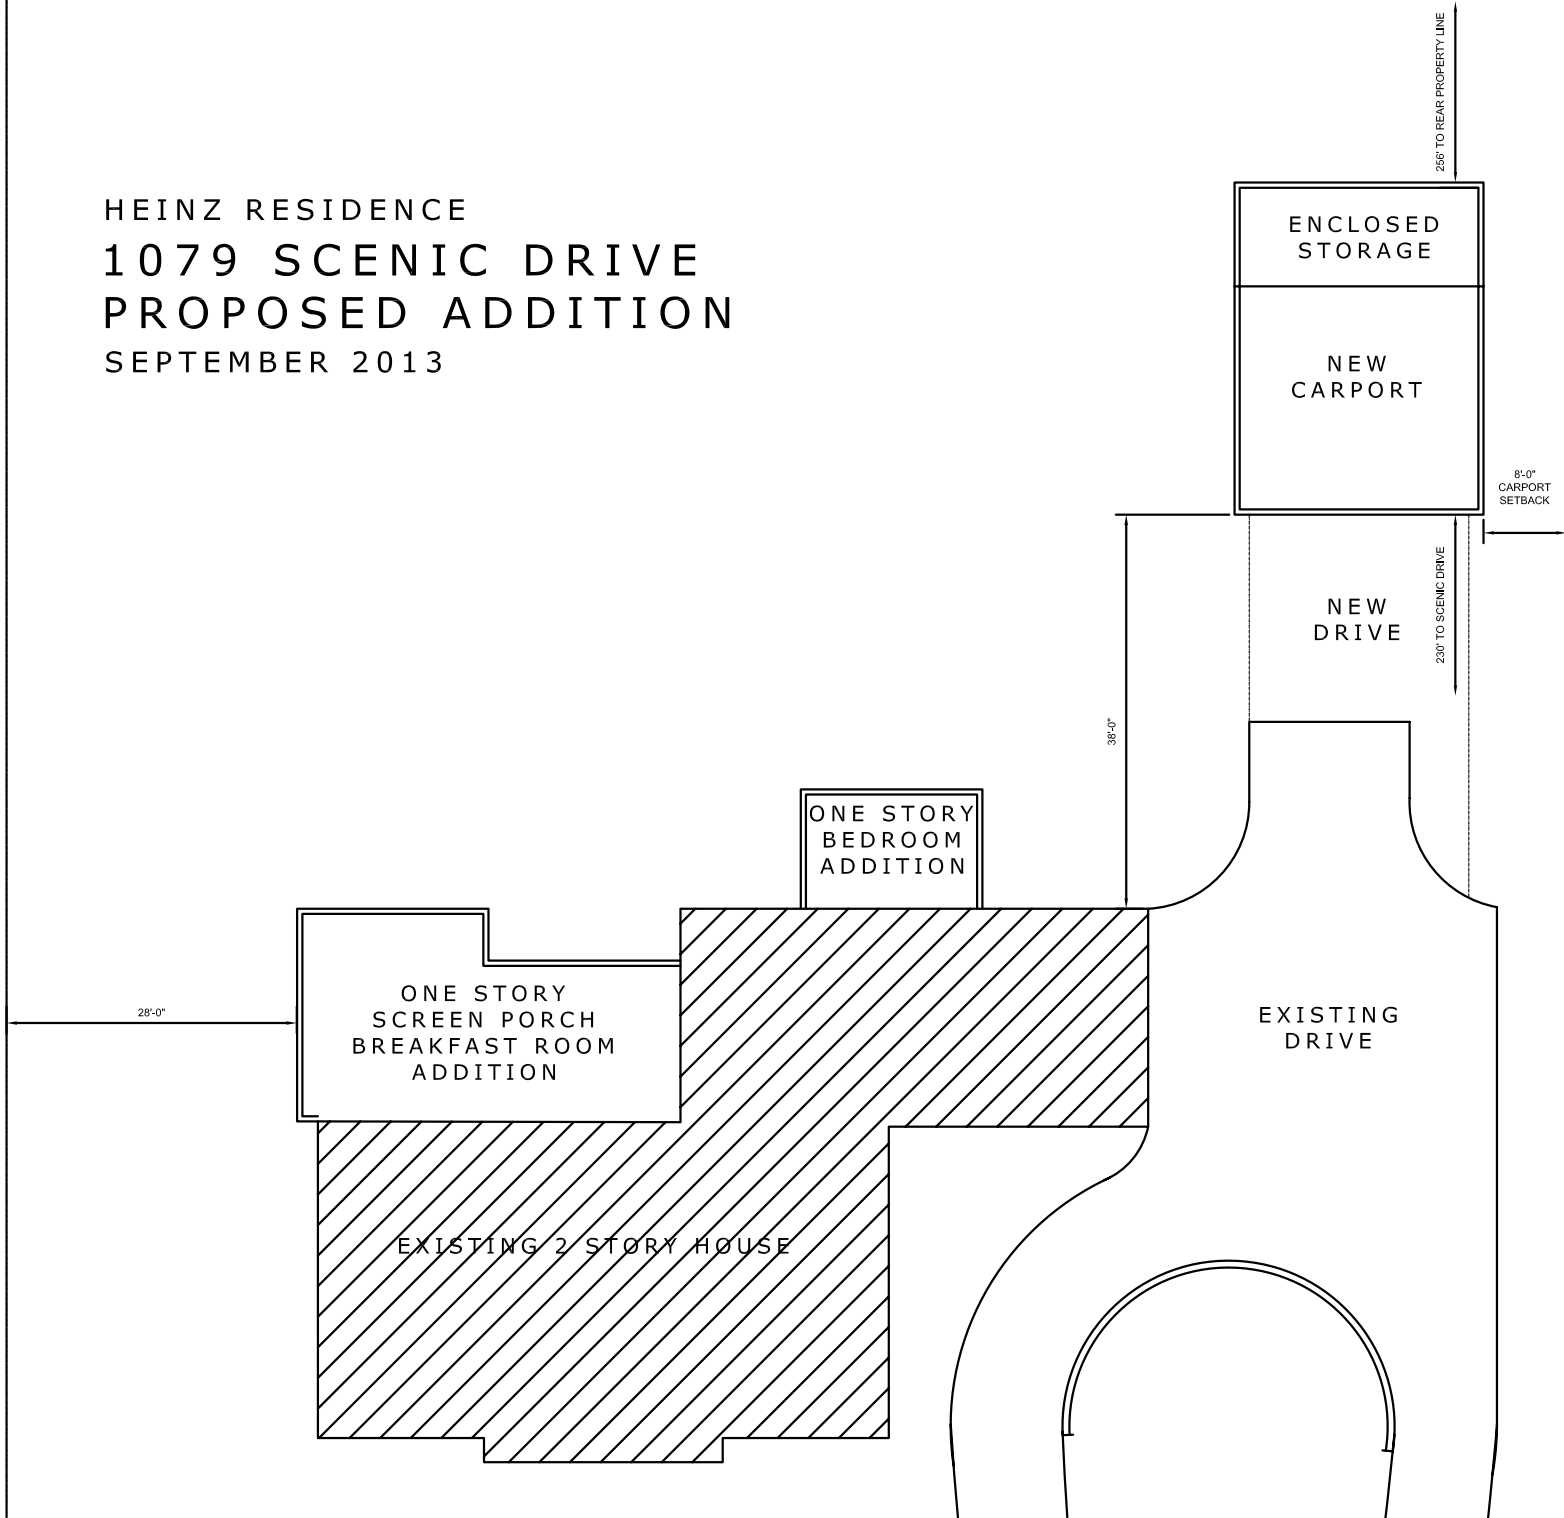 256' TO REAR PROPERTY LINE
HEINZ RESIDENCE
1079 SCENIC DRIVE
PROPOSED ADDITION
SEPTEMBER 2013
ENCLOSED
STORAGE
NEW
CARPORT
8'-0"
CARPORT
SETBACK
230' TO SCENIC DRIVE
NEW
DRIVE
38'-0"
ONE STORY
BEDROOM
ADDITION
28'-0"
ONE STORY
SCREEN PORCH
BREAKFAST ROOM
ADDITION
EXISTING
DRIVE
EXISTING 2 STORY HOUSE